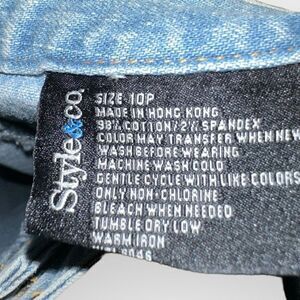 Style&co.
SIZE 10P
MADE IN HONG KONG
98% COTTON/2% SPANDEX
COLOR MAY TRANSFER WHEN NEW
WASH BEFORE WEARING
MACHINE WASH COLD
GENTLE CYCLE WITH LIKE COLORS
ONLY NON-CHLORINE
BLEACH WHEN NEEDED
TUMBLE DRY LOW
WARM IRON